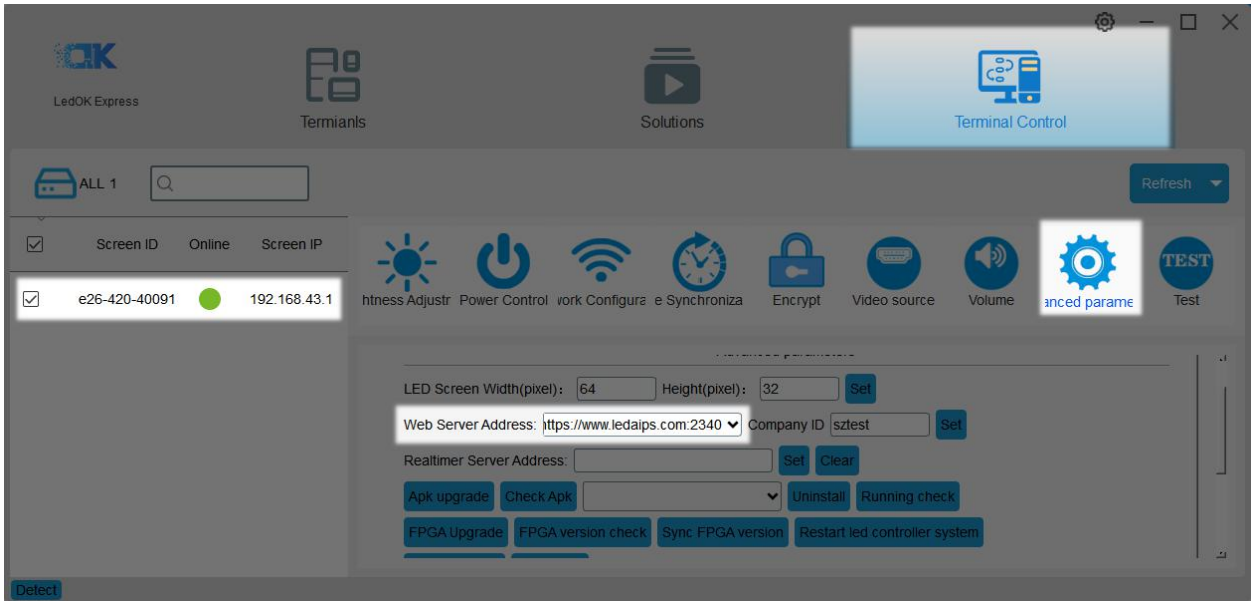 OK
LedOK Express
Termianls
Solutions
Terminal Control
ALL 1
Refresh
Screen ID Online Screen IP
e26-420-40091 192.168.43.1
htness Adjustr Power Control vork Configura e Synchroniza Encrypt Video source Volume anced parame TEST Test
Advanced parameters
LED Screen Width(pixel): 64 Height(pixel): 32 Set
Web Server Address: https://www.ledaips.com:2340 Company ID sztest Set
Realtimer Server Address: Set Clear
Apk upgrade Check Apk Uninstall Running check
FPGA Upgrade FPGA version check Sync FPGA version Restart led controller system
Detect